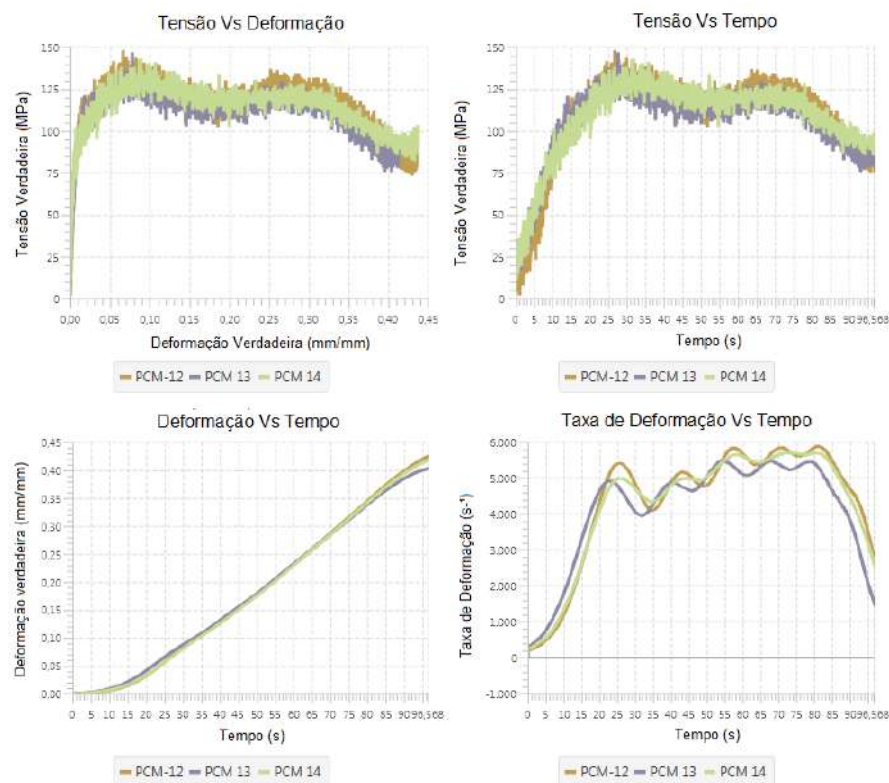 Tensão Vs Deformação
Tensão Verdadeira (MPa)
150
125
100
75
50
25
0
0,00 0,05 0,10 0,15 0,20 0,25 0,30 0,35 0,40 0,45
Deformação Verdadeira (mm/mm)
PCM-12 PCM 13 PCM 14
Tensão Vs Tempo
Tensão Verdadeira (MPa)
150
125
100
75
50
25
0
0 5 10 15 20 25 30 35 40 45 50 55 60 65 70 75 80 85 9096,568
Tempo (s)
PCM-12 PCM 13 PCM 14
Deformação Vs Tempo
Deformação verdadeira (mm/mm)
0,45
0,40
0,35
0,30
0,25
0,20
0,15
0,10
0,05
0,00
0 5 10 15 20 25 30 35 40 45 50 55 60 65 70 75 80 85 9096,568
Tempo (s)
PCM-12 PCM 13 PCM 14
Taxa de Deformação Vs Tempo
Taxa de Deformação (s-¹)
6,000
5,000
4,000
3,000
2,000
1,000
0
-1,000
0 5 10 15 20 25 30 35 40 45 50 55 60 65 70 75 80 85 9096,568
Tempo (s)
PCM-12 PCM 13 PCM 14